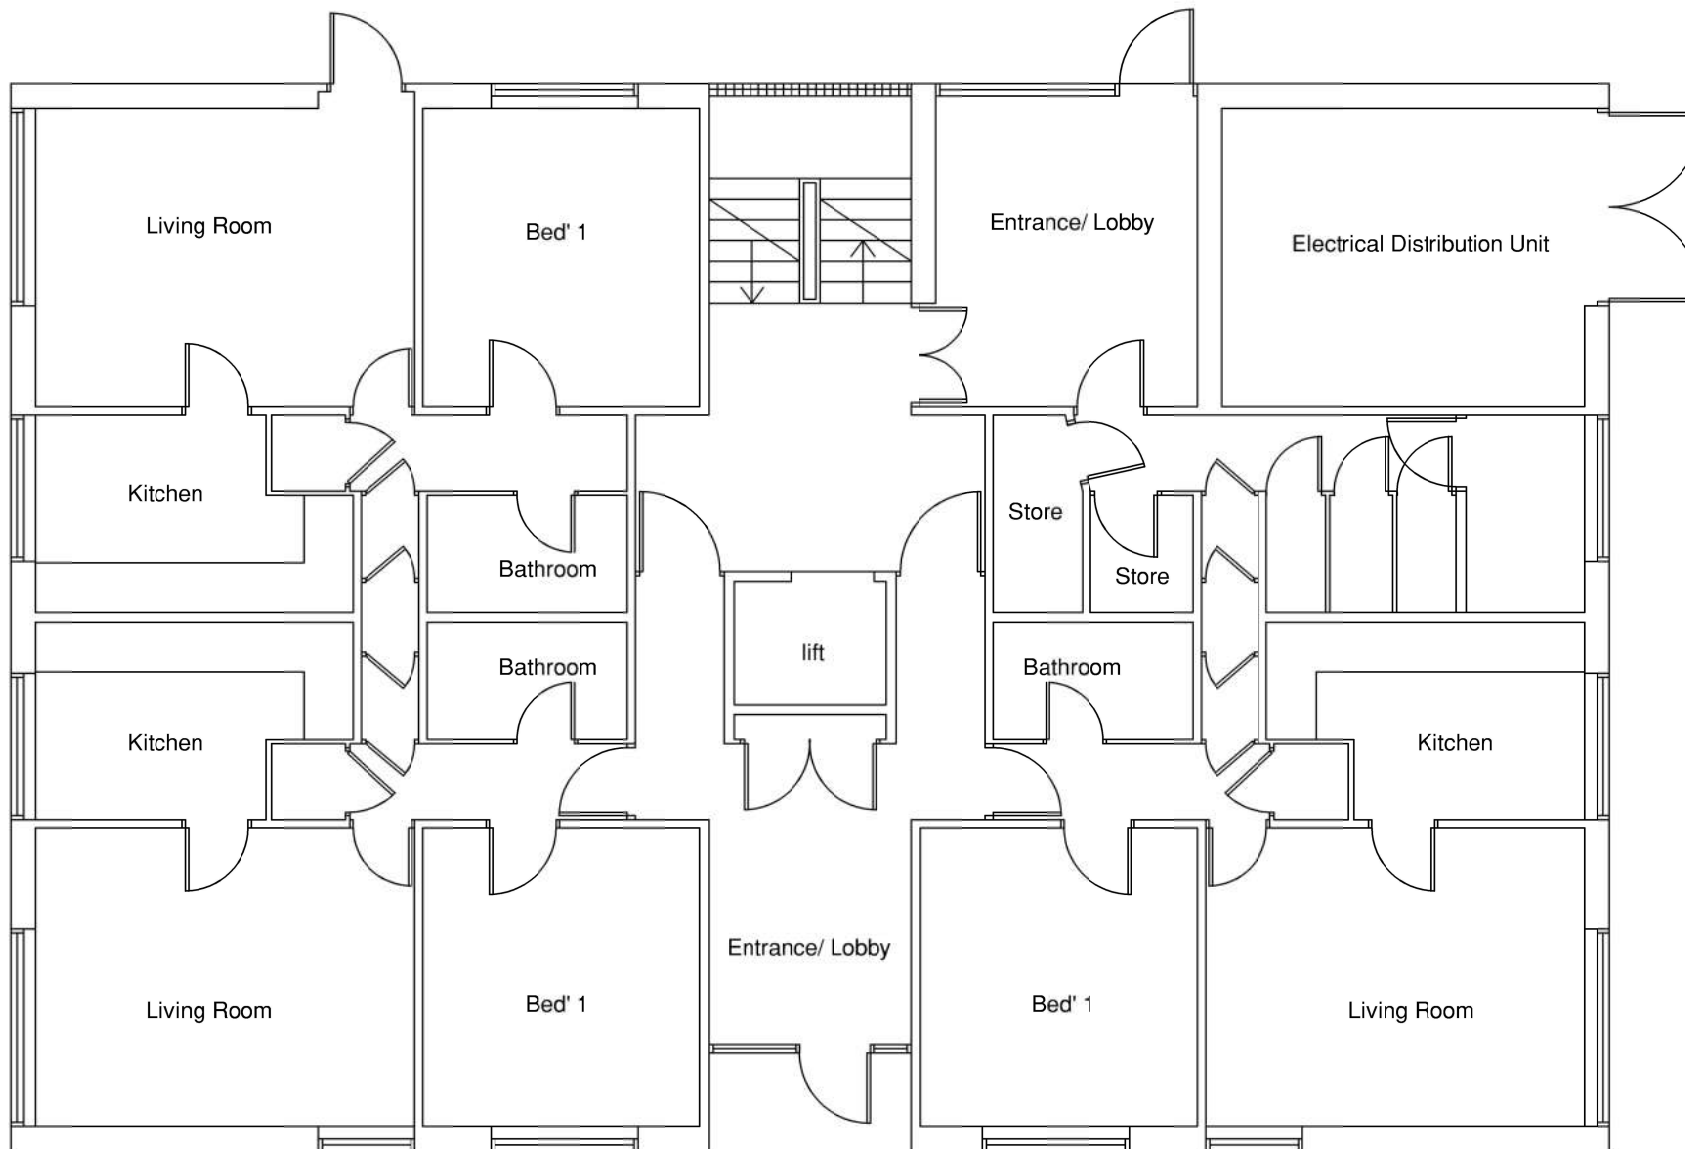 Living Room
Bed' 1
Entrance/ Lobby
Electrical Distribution Unit
Kitchen
Store
Bathroom
Store
lift
Bathroom
Bathroom
Kitchen
Kitchen
Entrance/ Lobby
Living Room
Bed' 1
Bed' 1
Living Room